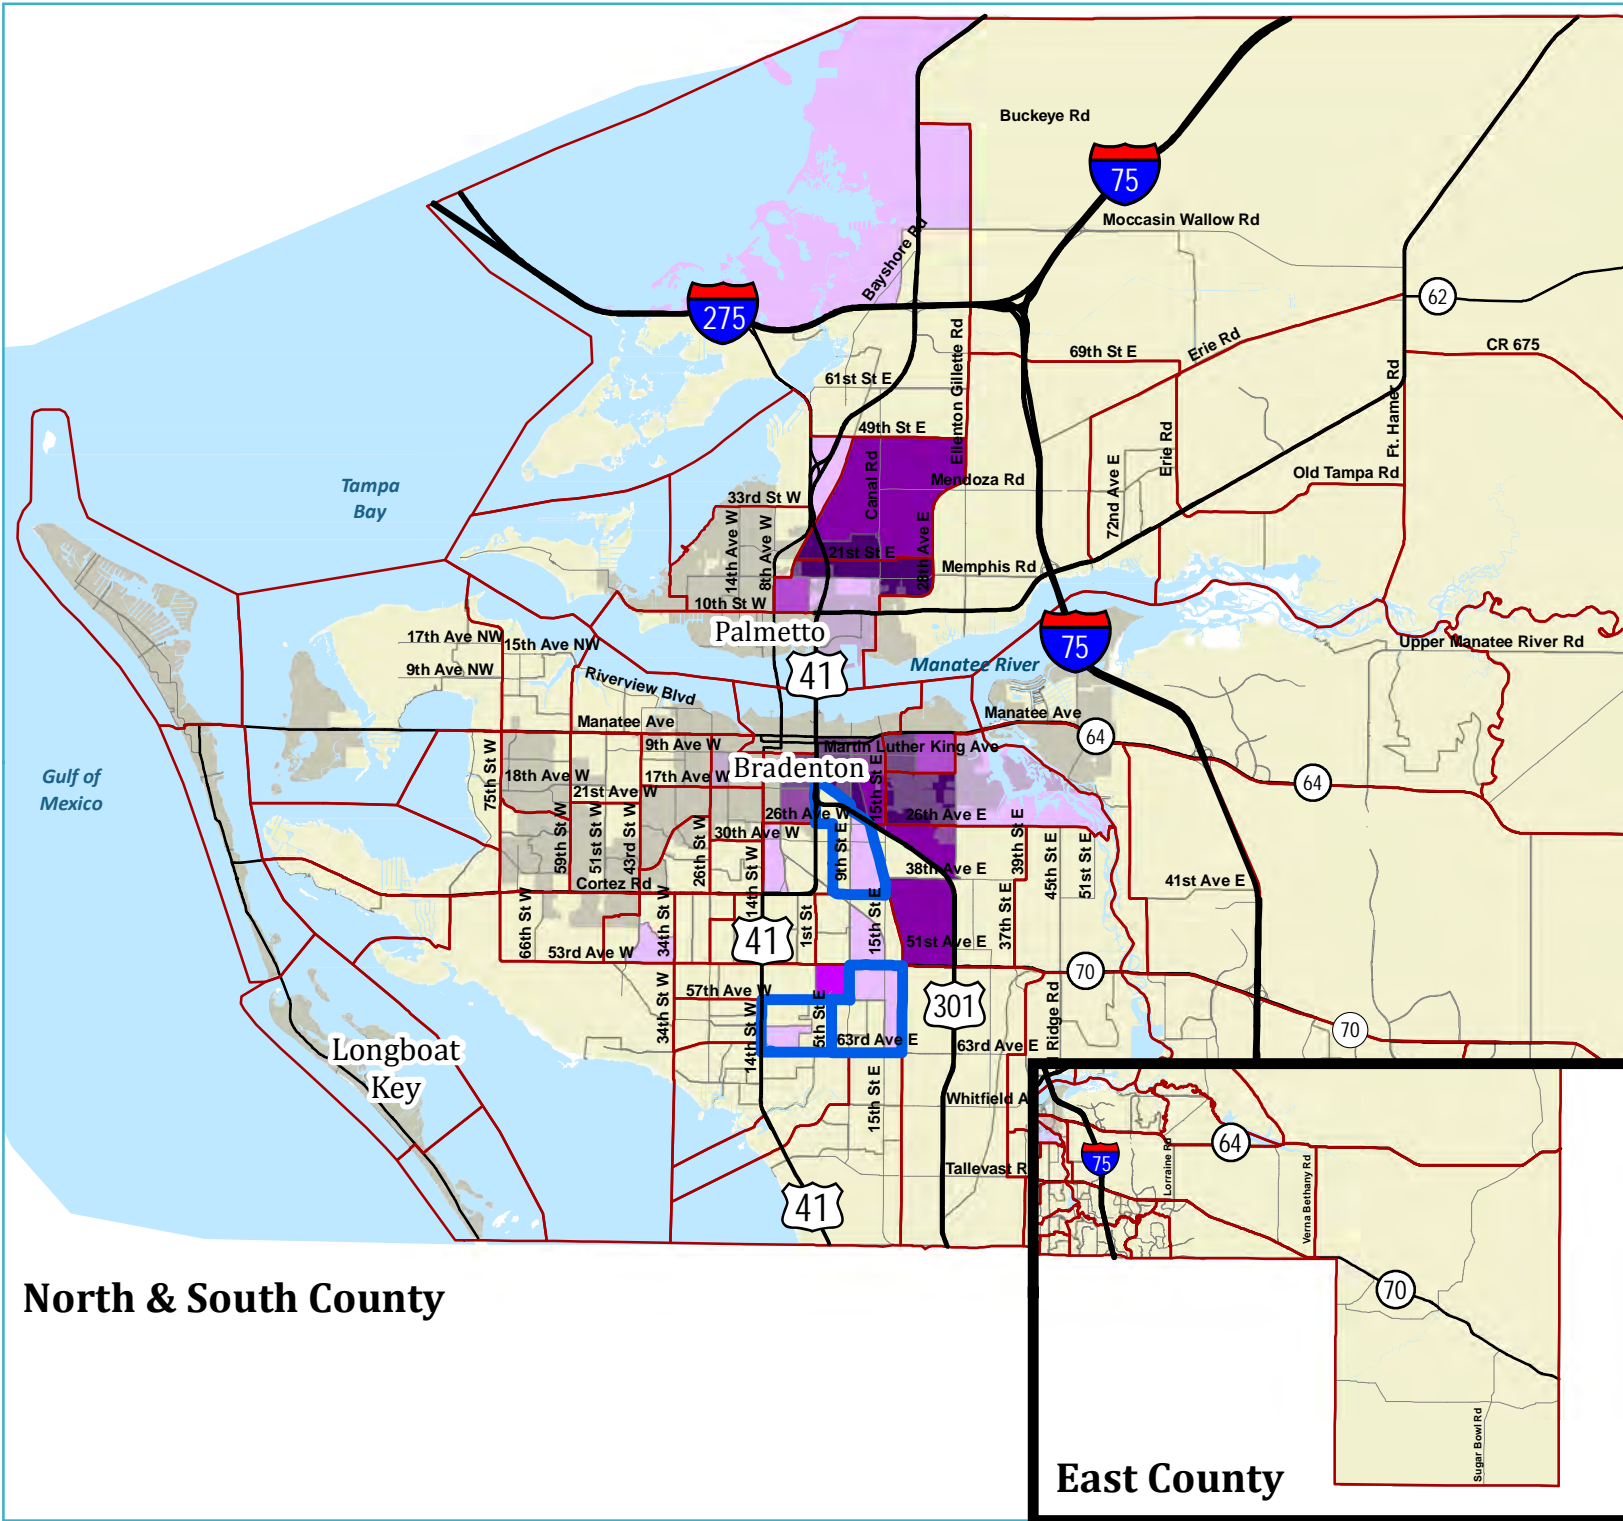 Buckeye Rd
75
Moccasin Wallow Rd
Bayshore Rd
275
62
Erie Rd
69th St E
CR 675
61st St E
Ellenton Gillette Rd
Ft. Hamer Rd
49th St E
Canal Rd
Mendoza Rd
72nd Ave E
Erie Rd
Old Tampa Rd
Tampa
Bay
33rd St W
14th Ave W
8th Ave W
21st St E
28th Ave E
Memphis Rd
10th St W
Palmetto
75
17th Ave NW
15th Ave NW
9th Ave NW
Riverview Blvd
41
Manatee River
Upper Manatee River Rd
Manatee Ave
Manatee Ave
64
9th Ave W
Martin Luther King Ave
Bradenton
Gulf of
Mexico
75th St W
18th Ave W
17th Ave W
21st Ave W
15th St E
64
59th St W
51st St W
43rd St W
26th St W
26th Ave W
30th Ave W
14th St W
9th St E
26th Ave E
39th St E
45th St E
51st St E
38th Ave E
41st Ave E
Cortez Rd
66th St W
34th St W
53rd Ave W
41
1st St
15th St E
51st Ave E
37th St E
70
34th St W
57th Ave W
14th St W
5th St E
63rd Ave E
301
63rd Ave E
Ridge Rd
70
Longboat
Key
15th St E
Whitfield A
Tallevast R
41
64
75
Lorraine Rd
Verna Bethany Rd
70
Sugar Bowl Rd
North & South County
East County